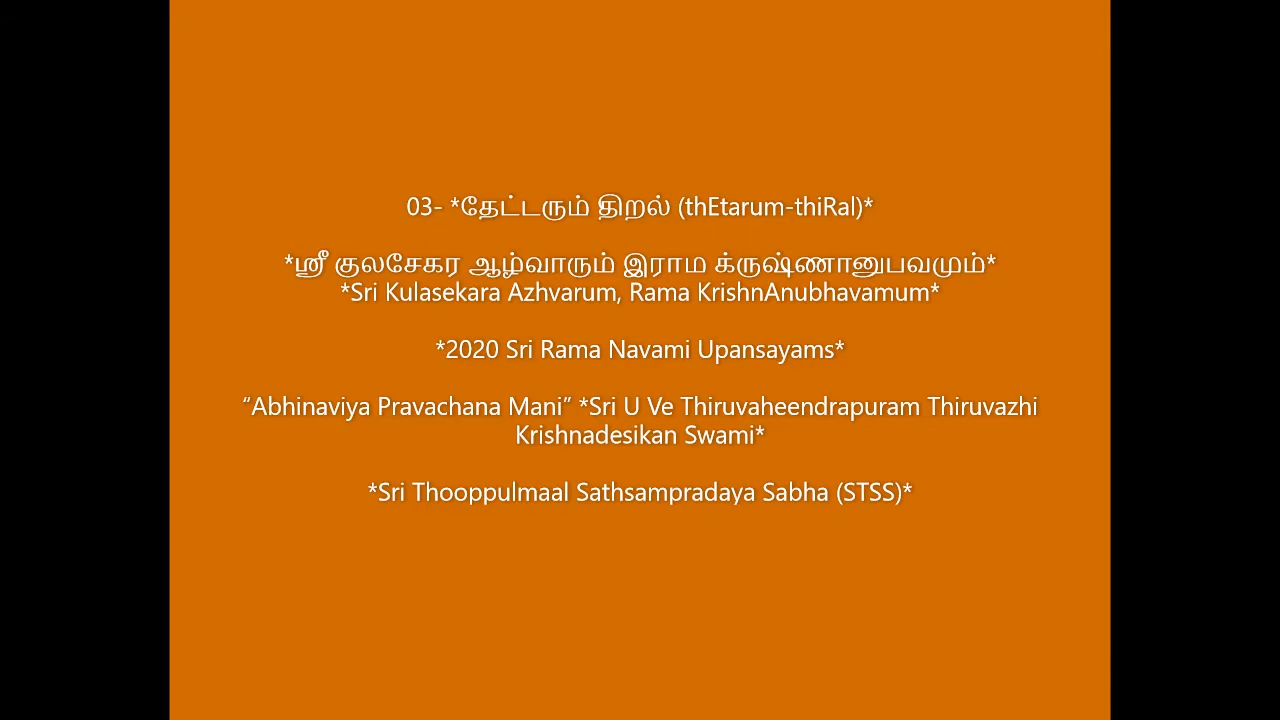 03- *தேட்டரும் திறல் (thEtarum-thiRal)*
*ஸ்ரீ குலசேகர ஆழ்வாரும் இராம க்ருஷ்ணானுபவமும்*
*Sri Kulasekara Azhvarum, Rama KrishnAnubhavamum*
*2020 Sri Rama Navami Upansayams*
“Abhinaviya Pravachana Mani” *Sri U Ve Thiruvaheendrapuram Thiruvazhi
Krishnadesikan Swami*
*Sri Thooppulmaal Sathsampradaya Sabha (STSS)*